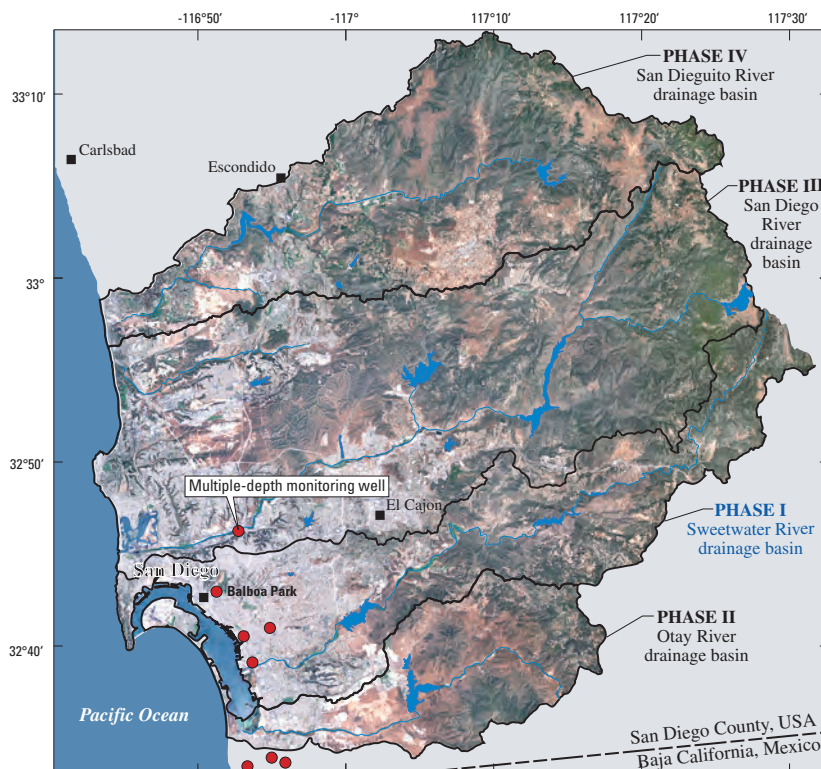 -116°50'
-117°
117°10'
117°20'
117°30'
33°10'
33°
32°50'
32°40'
PHASE IV
San Dieguito River
drainage basin
Carlsbad
Escondido
PHASE III
San Diego
River
drainage
basin
Multiple-depth monitoring well
El Cajon
PHASE I
Sweetwater River
drainage basin
San Diego
Balboa Park
PHASE II
Otay River
drainage basin
Pacific Ocean
San Diego County, USA
Baja California, Mexico